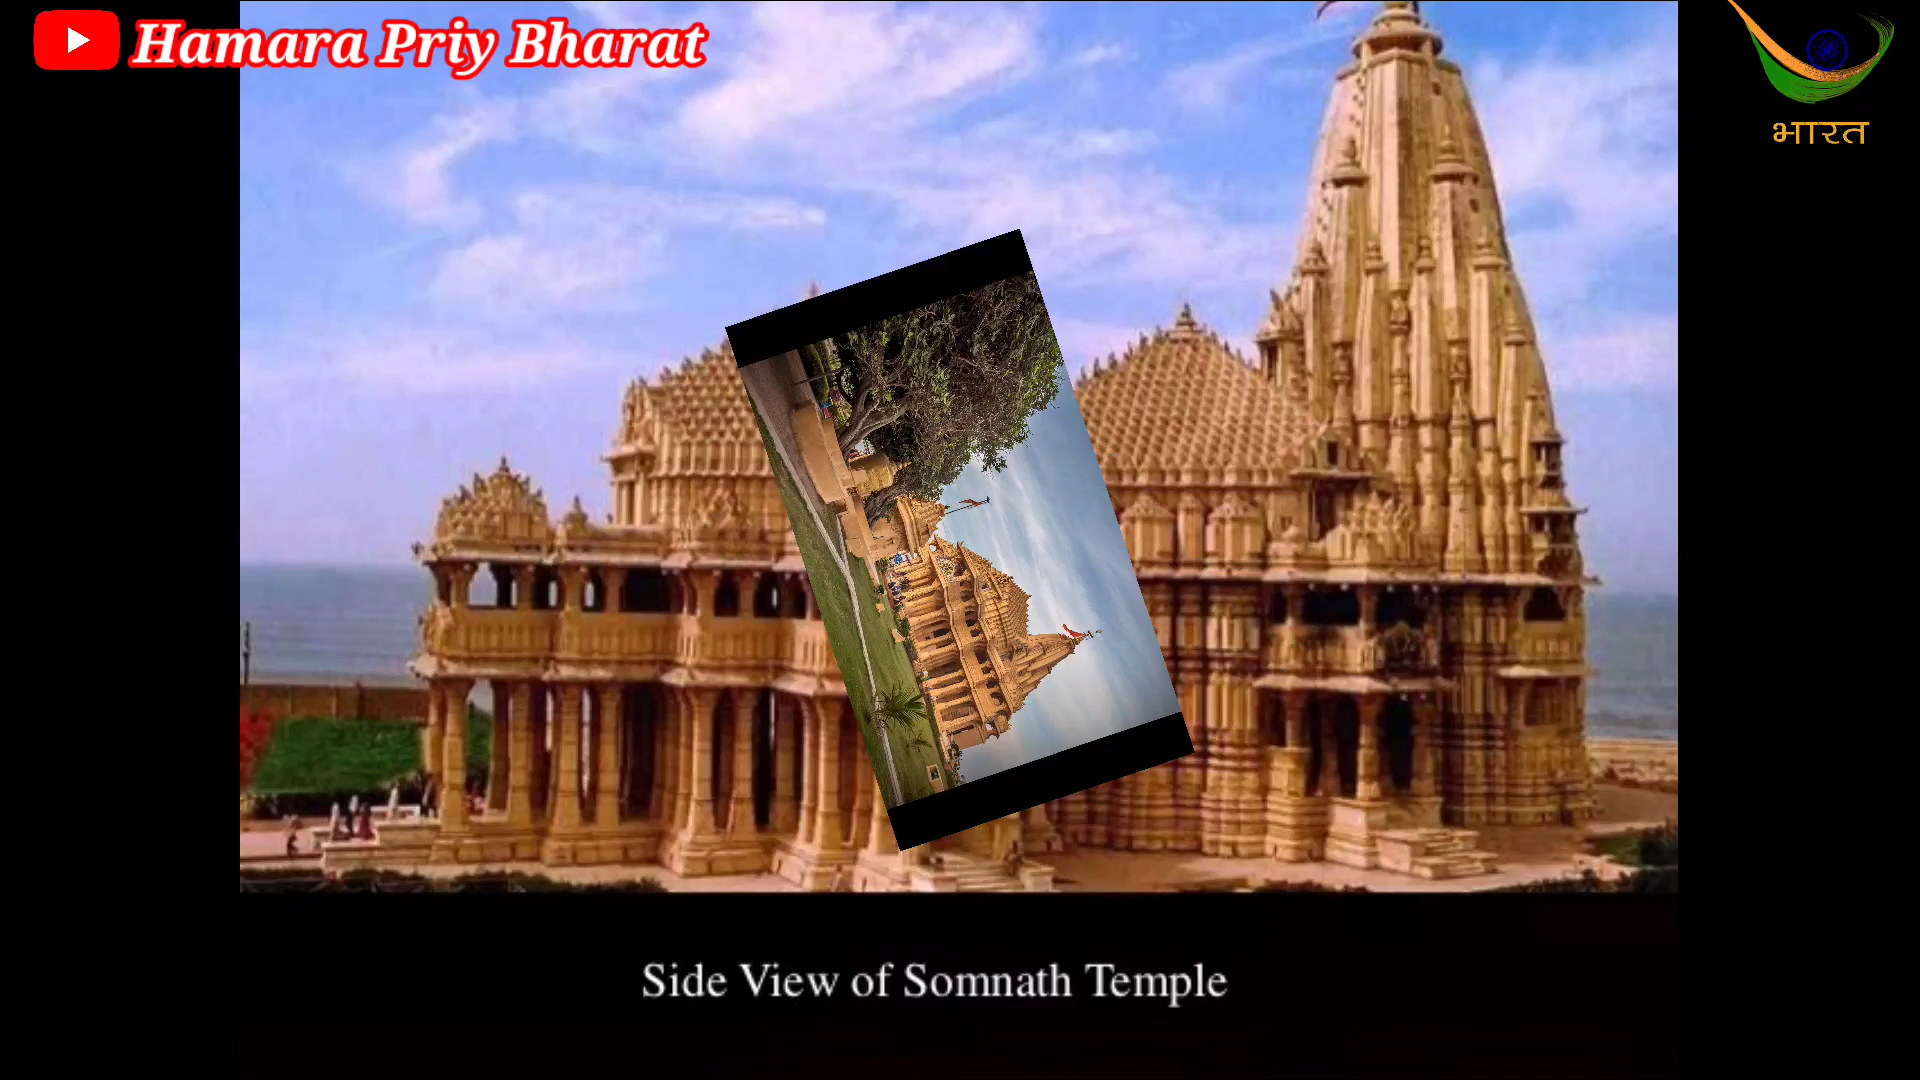 Hamara Priy Bharat
भारत
Side View of Somnath Temple